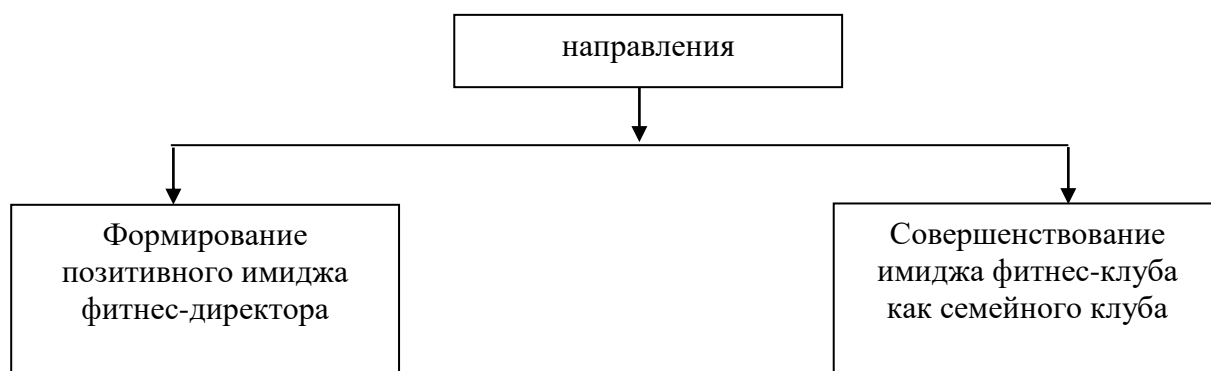 направления
Формирование
позитивного имиджа
фитнес-директора
Совершенствование
имиджа фитнес-клуба
как семейного клуба